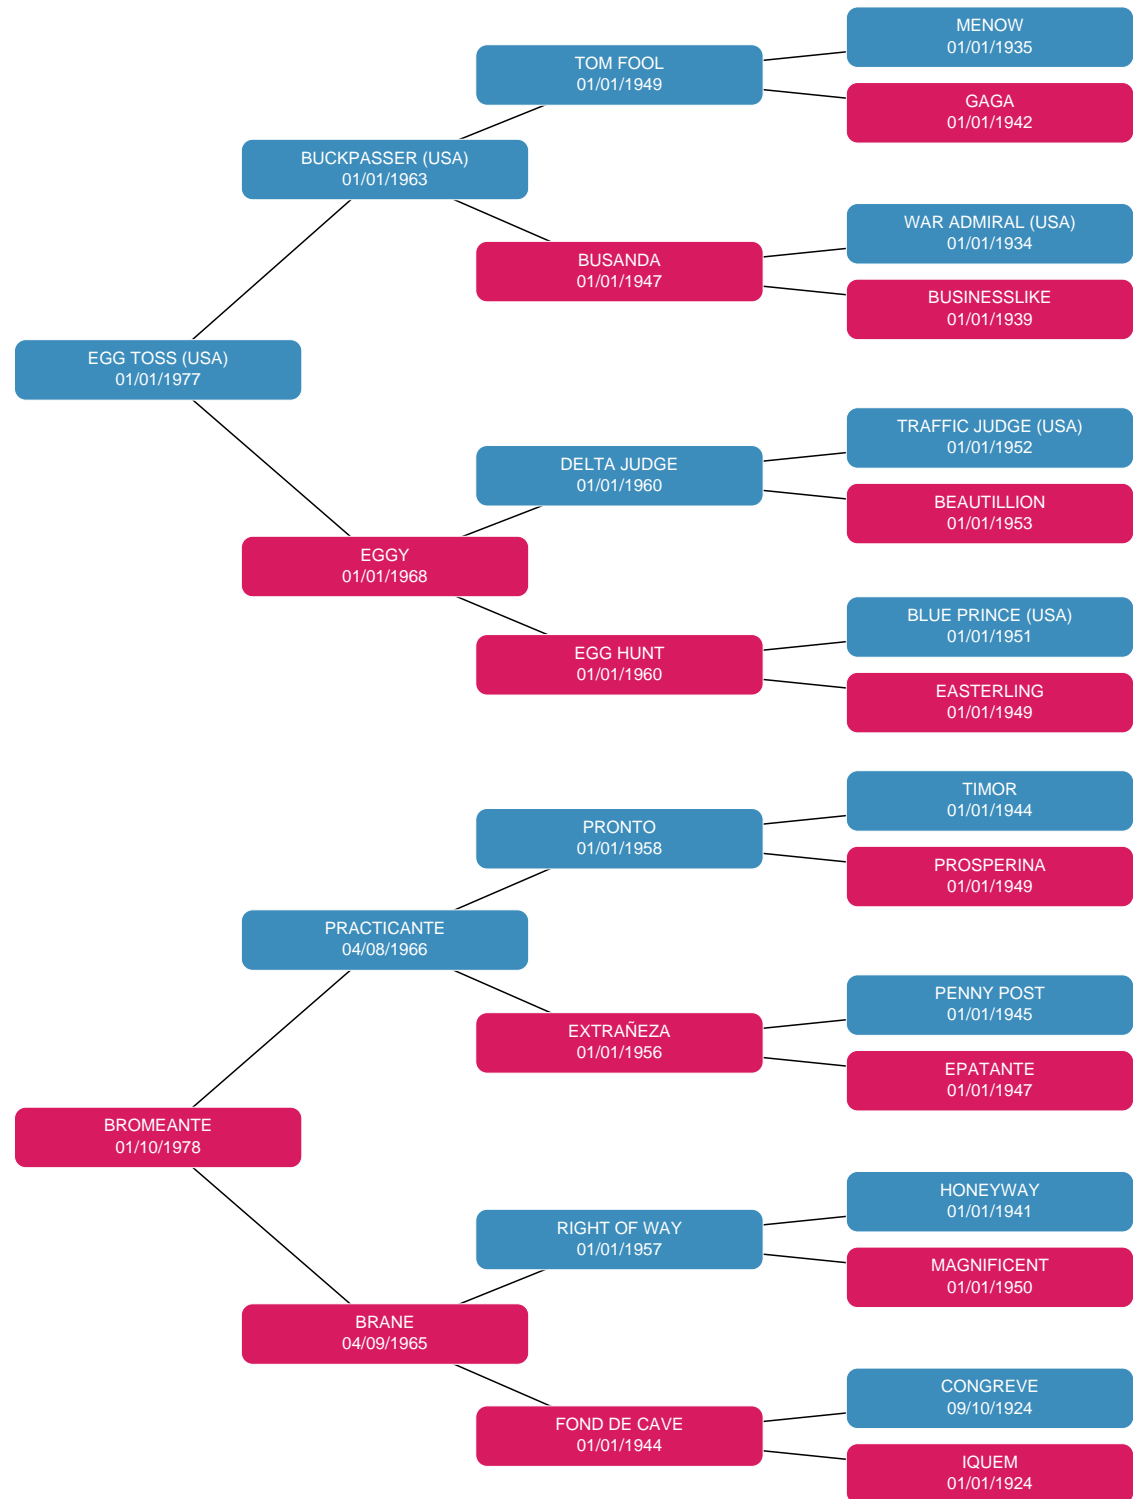 MENOW
01/01/1935
TOM FOOL
01/01/1949
GAGA
01/01/1942
BUCKPASSER (USA)
01/01/1963
WAR ADMIRAL (USA)
01/01/1934
BUSANDA
01/01/1947
BUSINESSLIKE
01/01/1939
EGG TOSS (USA)
01/01/1977
TRAFFIC JUDGE (USA)
01/01/1952
DELTA JUDGE
01/01/1960
BEAUTILLION
01/01/1953
EGGY
01/01/1968
BLUE PRINCE (USA)
01/01/1951
EGG HUNT
01/01/1960
EASTERLING
01/01/1949
TIMOR
01/01/1944
PRONTO
01/01/1958
PROSPERINA
01/01/1949
PRACTICANTE
04/08/1966
PENNY POST
01/01/1945
EXTRAÑEZA
01/01/1956
EPATANTE
01/01/1947
BROMEANTE
01/10/1978
HONEYWAY
01/01/1941
RIGHT OF WAY
01/01/1957
MAGNIFICENT
01/01/1950
BRANE
04/09/1965
CONGREVE
09/10/1924
FOND DE CAVE
01/01/1944
IQUEM
01/01/1924